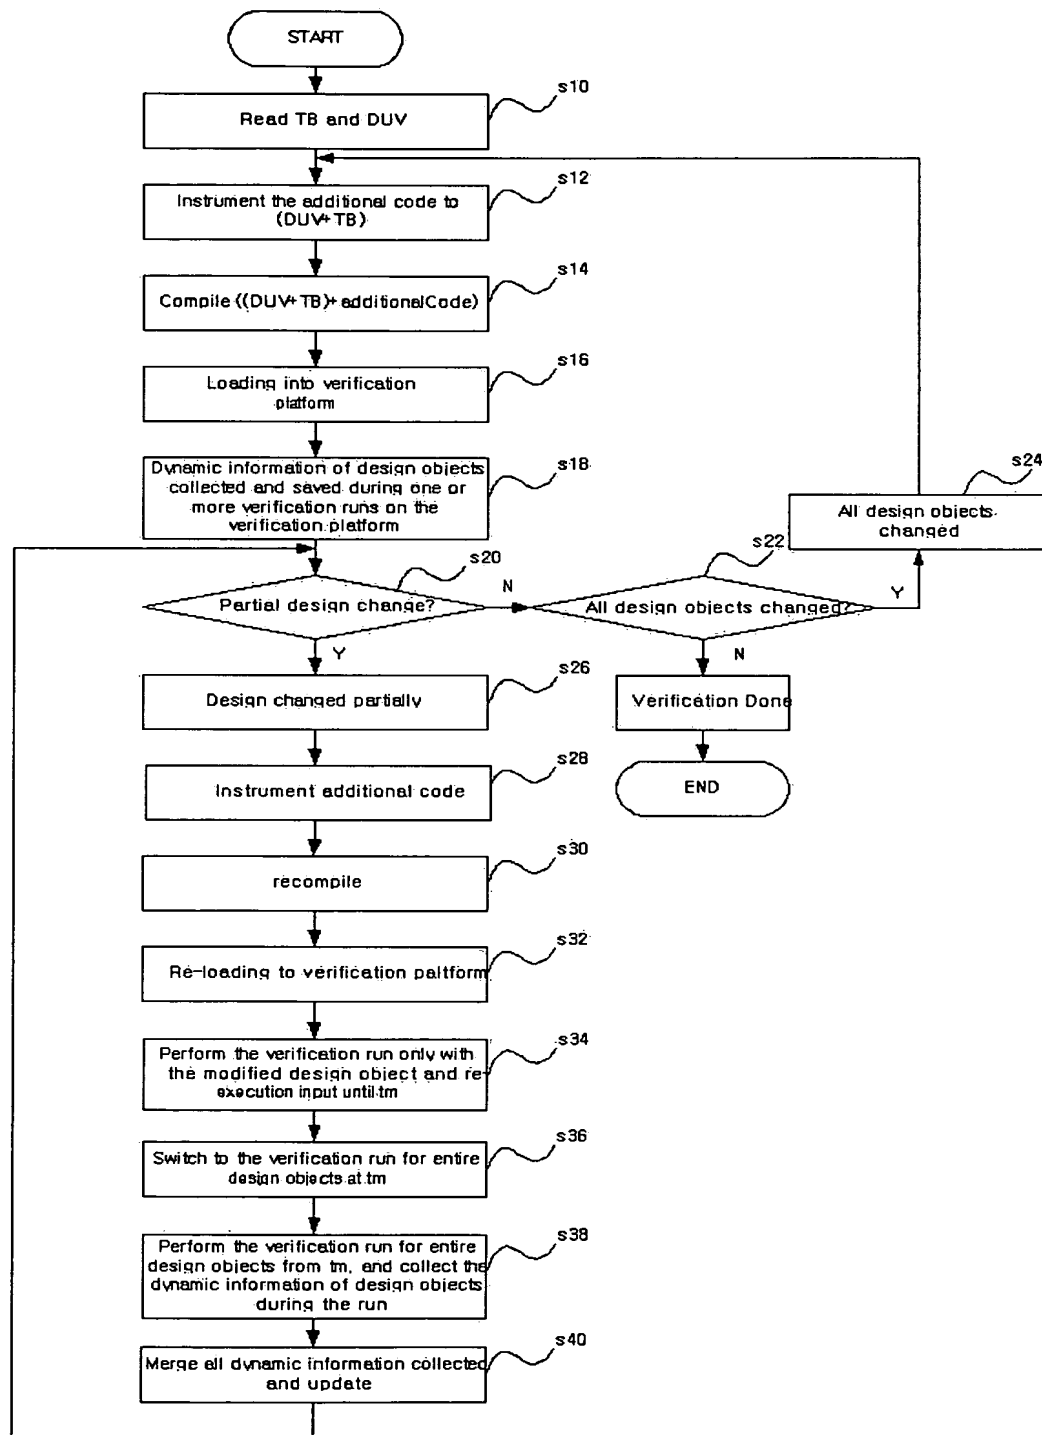 START
s10
Read TB and DUV
s12
Instrument the additional code to
(DUV+TB)
s14
Compile ((DUV+TB)+additionalCode)
s16
Loading into verification
platform
s18
Dynamic information of design objects
collected and saved during one or
more verification runs on the
verification platform
s24
All design objects
changed
s20
Partial design change?
N
s22
All design objects changed?
Y
Y
N
s26
Design changed partially
Verification Done
s28
Instrument additional code
END
s30
recompile
s32
Re-loading to verification paltform
s34
Perform the verification run only with
the modified design object and re-
execution input until tm
s36
Switch to the verification run for entire
design objects at tm
s38
Perform the verification run for entire
design objects from tm, and collect the
dynamic information of design objects
during the run
s40
Merge all dynamic information collected
and update